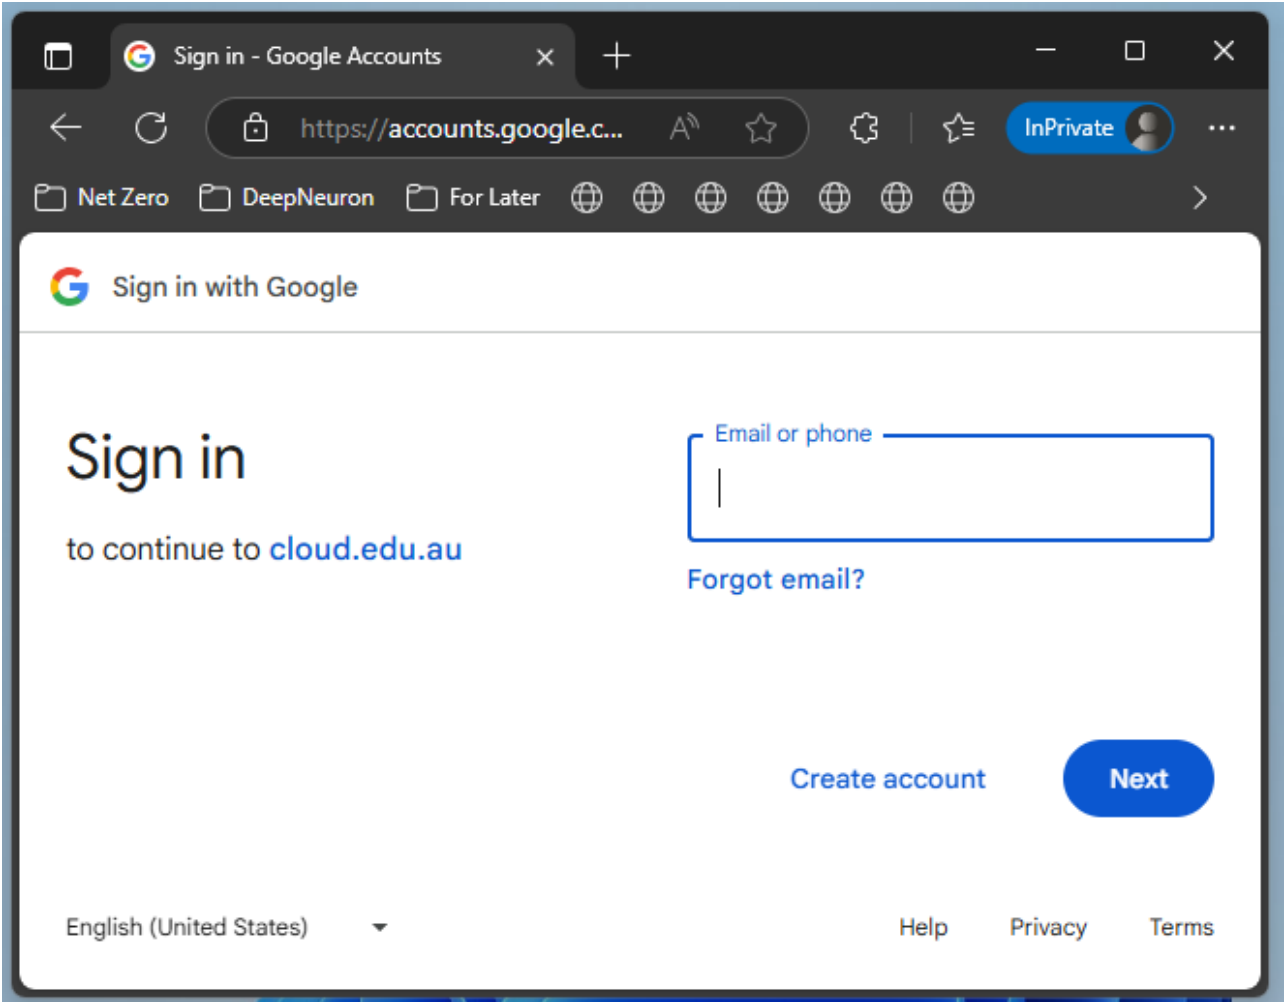 Sign in - Google Accounts
https://accounts.google.c...
InPrivate
Net Zero DeepNeuron For Later
Sign in with Google
Sign in
to continue to cloud.edu.au
Email or phone
Forgot email?
Create account Next
English (United States) Help Privacy Terms